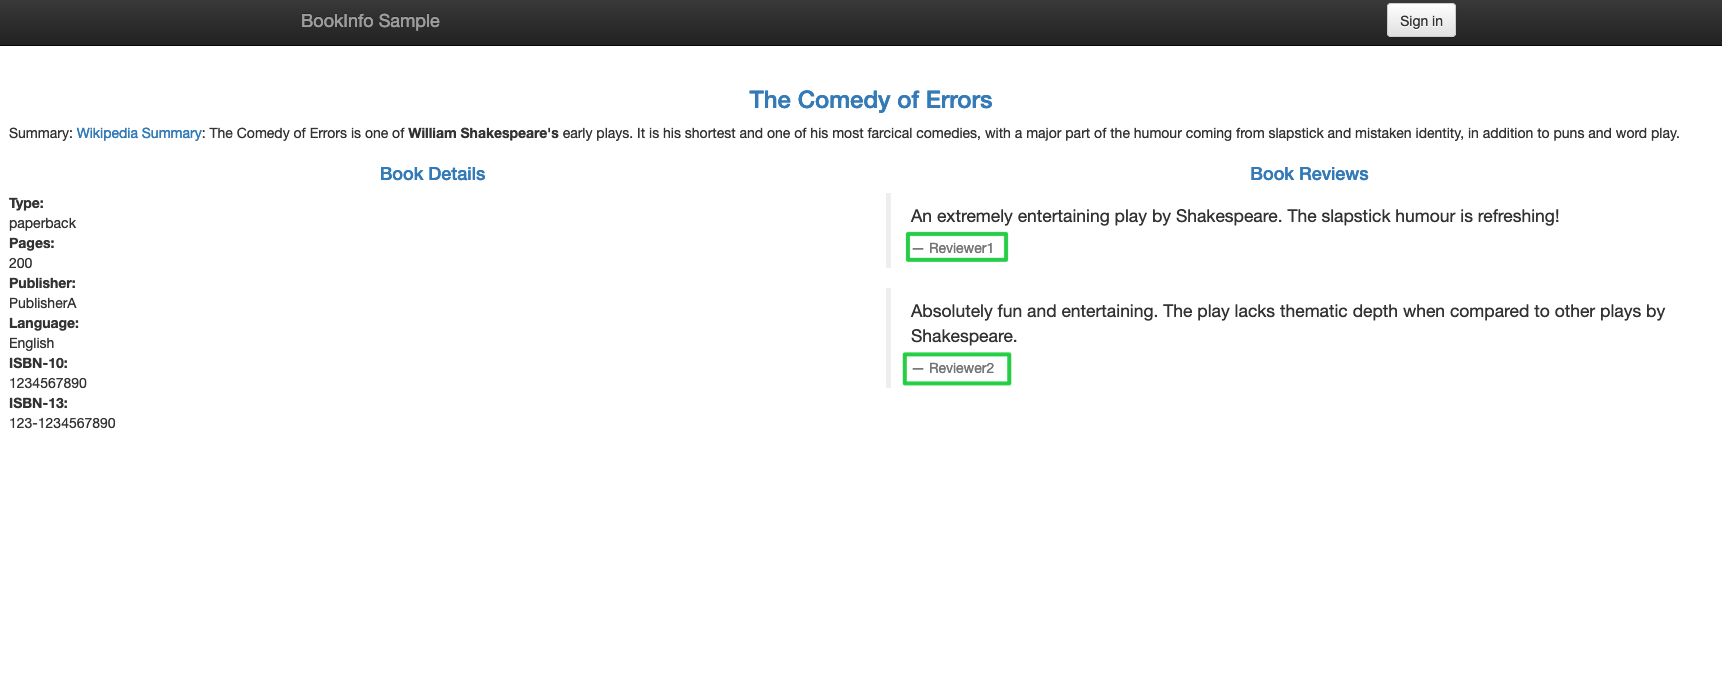 BookInfo Sample
Sign in
The Comedy of Errors
Summary: Wikipedia Summary: The Comedy of Errors is one of William Shakespeare's early plays. It is his shortest and one of his most farcical comedies, with a major part of the humour coming from slapstick and mistaken identity, in addition to puns and word play.
Book Details
Type:
paperback
Pages:
200
Publisher:
PublisherA
Language:
English
ISBN-10:
1234567890
ISBN-13:
123-1234567890
Book Reviews
An extremely entertaining play by Shakespeare. The slapstick humour is refreshing!
— Reviewer1
Absolutely fun and entertaining. The play lacks thematic depth when compared to other plays by
Shakespeare.
— Reviewer2